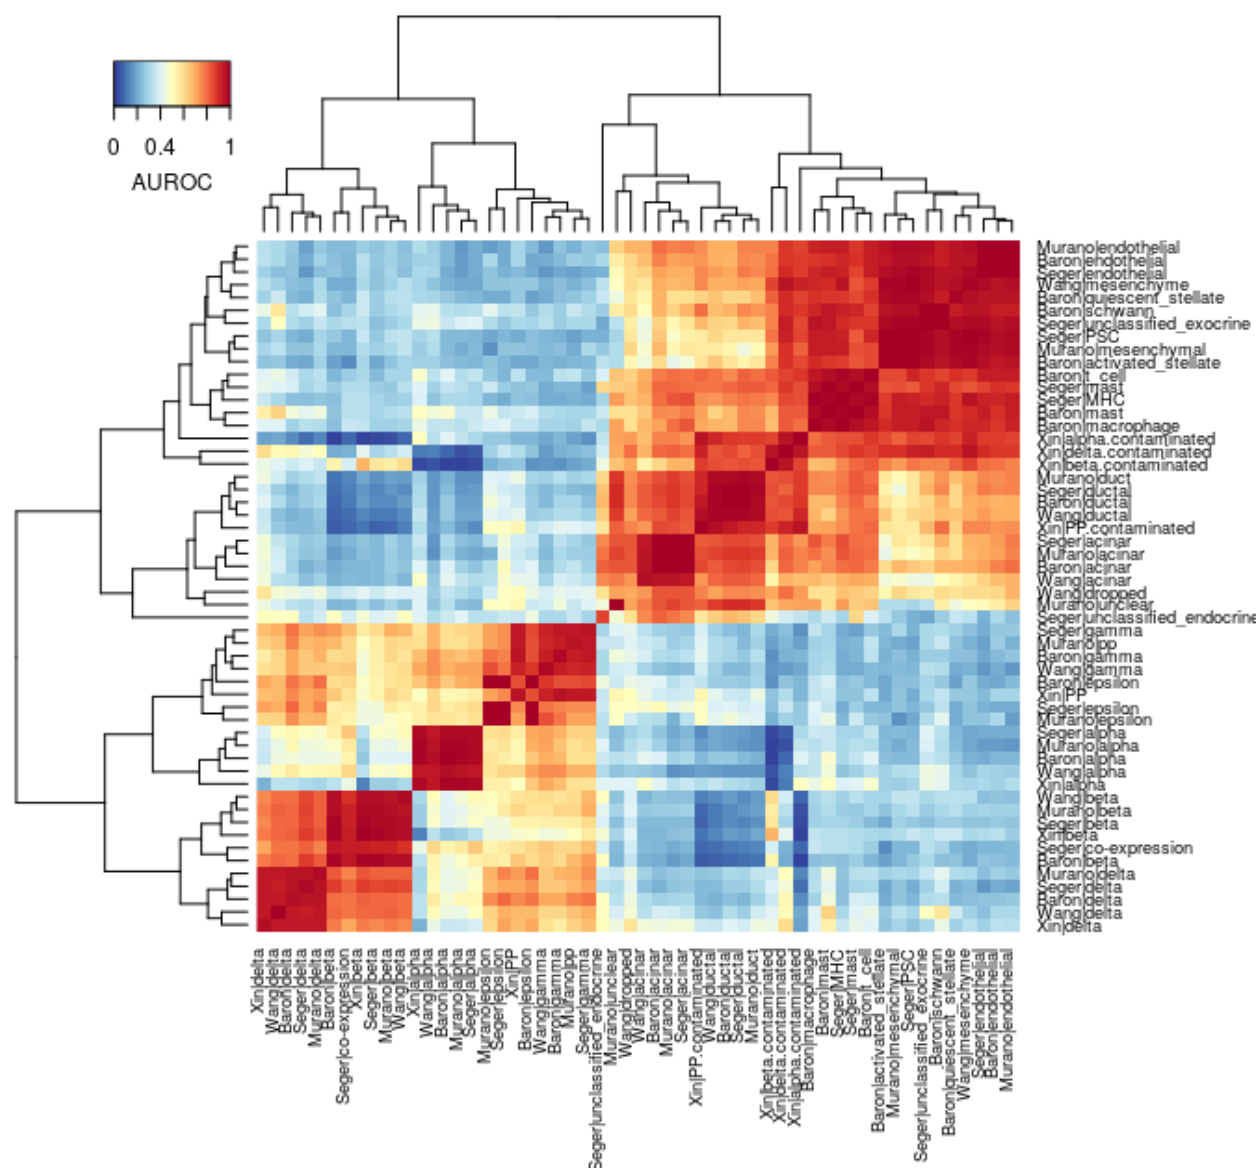 0 0.4 1
AUROC
Murano|endothelial
Baron|endothelial
Seger|endothelial
Wang|mesenchyme
Baron|quiescent_stellate
Baron|schwann
Seger|unclassified_exocrine
Seger|PSC
Murano|mesenchymal
Baron|activated_stellate
Baron|t_cell
Seger|mast
Seger|MHC
Baron|mast
Baron|macrophage
Xin|alpha.contaminated
Xin|delta.contaminated
Xin|beta.contaminated
Murano|duct
Seger|ductal
Baron|ductal
Wang|ductal
Xin|PP.contaminated
Seger|acinar
Murano|acinar
Baron|acinar
Wang|acinar
Wang|dropped
Murano|unclear
Seger|unclassified_endocrine
Seger|gamma
Murano|pp
Baron|gamma
Wang|gamma
Baron|epsilon
Xin|PP
Seger|epsilon
Murano|epsilon
Seger|alpha
Murano|alpha
Baron|alpha
Wang|alpha
Xin|alpha
Wang|beta
Murano|beta
Seger|beta
Xin|beta
Seger|co-expression
Baron|beta
Murano|delta
Seger|delta
Baron|delta
Wang|delta
Xin|delta
Xin|delta
Wang|delta
Baron|delta
Seger|delta
Murano|delta
Baron|beta
Seger|co-expression
Xin|beta
Seger|beta
Murano|beta
Wang|beta
Xin|alpha
Wang|alpha
Baron|alpha
Murano|alpha
Seger|alpha
Murano|epsilon
Seger|epsilon
Xin|PP
Baron|epsilon
Wang|gamma
Baron|gamma
Murano|pp
Seger|gamma
Seger|unclassified_endocrine
Murano|unclear
Wang|dropped
Wang|acinar
Baron|acinar
Murano|acinar
Seger|acinar
Xin|PP.contaminated
Wang|ductal
Baron|ductal
Seger|ductal
Murano|duct
Xin|beta.contaminated
Xin|delta.contaminated
Xin|alpha.contaminated
Baron|macrophage
Baron|mast
Seger|MHC
Seger|mast
Baron|t_cell
Baron|activated_stellate
Murano|mesenchymal
Seger|PSC
Seger|unclassified_exocrine
Baron|schwann
Baron|quiescent_stellate
Wang|mesenchyme
Seger|endothelial
Baron|endothelial
Murano|endothelial